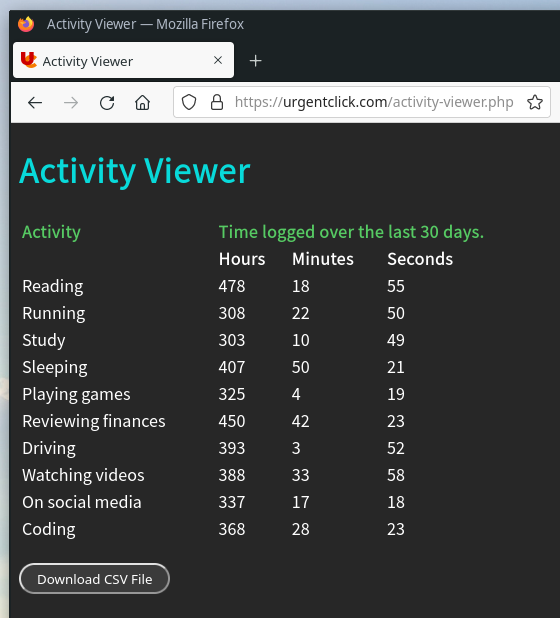 Activity Viewer — Mozilla Firefox
Activity Viewer
https://urgentclick.com/activity-viewer.php
Activity Viewer
Activity Time logged over the last 30 days.
Hours Minutes Seconds
Reading 478 18 55
Running 308 22 50
Study 303 10 49
Sleeping 407 50 21
Playing games 325 4 19
Reviewing finances 450 42 23
Driving 393 3 52
Watching videos 388 33 58
On social media 337 17 18
Coding 368 28 23
Download CSV File